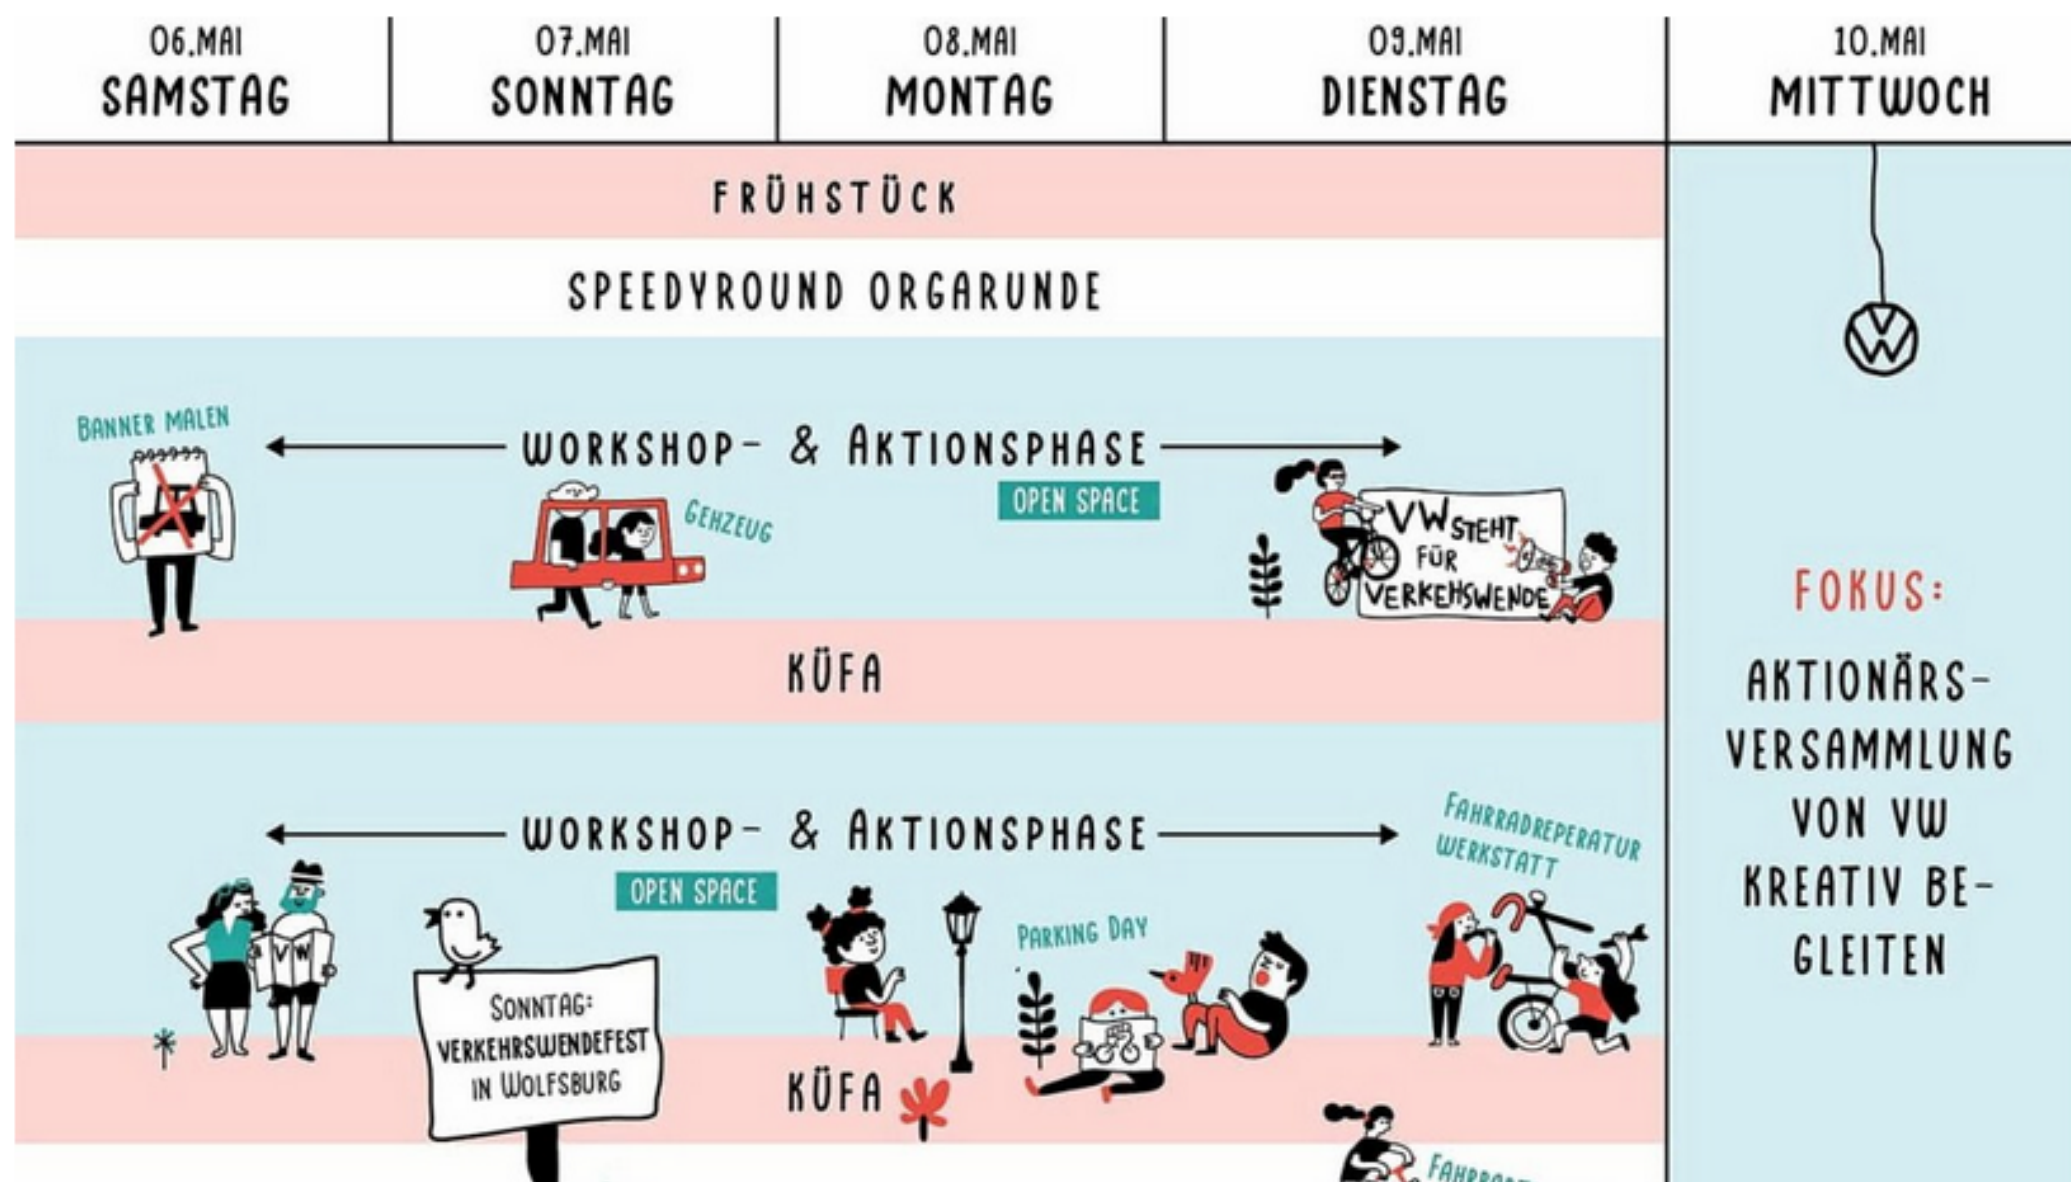 06.MAI
SAMSTAG
07.MAI
SONNTAG
08.MAI
MONTAG
09.MAI
DIENSTAG
10.MAI
MITTWOCH
FRÜHSTÜCK
SPEEDYROUND ORGARUNDE
BANNER MALEN
WORKSHOP- & AKTIONSPHASE
OPEN SPACE
GEHZEUG
VW STEHT
FÜR
VERKEHSWENDE
KÜFA
WORKSHOP- & AKTIONSPHASE
OPEN SPACE
FAHRRADREPERATUR
WERKSTATT
VW
PARKING DAY
SONNTAG:
VERKEHRSWENDEFEST
IN WOLFSBURG
KÜFA
VW
FOKUS:
AKTIONÄRS-
VERSAMMLUNG
VON VW
KREATIV BE-
GLEITEN